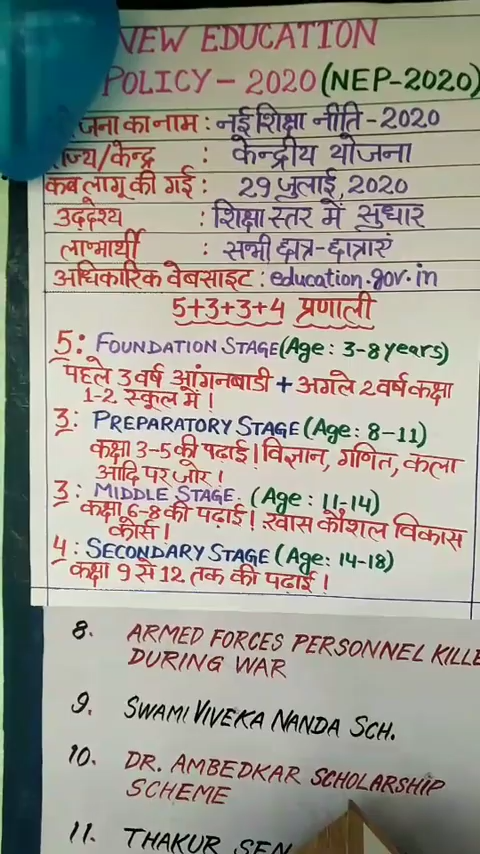 NEW EDUCATION
POLICY - 2020 (NEP-2020)
योजना का नाम : नई शिक्षा नीति - 2020
राज्य/केन्द्र : केन्द्रीय योजना
कब लागू की गई : 29 जुलाई, 2020
उद्देश्य : शिक्षा स्तर में सुधार
लाभार्थी : सभी छात्र-छात्राएं
अधिकारिक वेबसाइट : education.gov.in
5+3+3+4 प्रणाली
5: FOUNDATION STAGE (Age: 3-8 years)
पहले 3 वर्ष आंगनबाडी + अगले 2 वर्ष कक्षा
1-2 स्कूल में !
3: PREPARATORY STAGE (Age: 8-11)
कक्षा 3-5 की पढाई ! विज्ञान, गणित, कला
आदि पर जोर !
3: MIDDLE STAGE. (Age: 11-14)
कक्षा 6-8 की पढ़ाई ! खास कौशल विकास
कोर्स !
4: SECONDARY STAGE (Age: 14-18)
कक्षा 9 से 12 तक की पढाई !
8. ARMED FORCES PERSONNEL KILLE
DURING WAR
9. SWAMI VIVEKA NANDA SCH.
10. DR. AMBEDKAR SCHOLARSHIP
SCHEME
11. THAKUR SEN